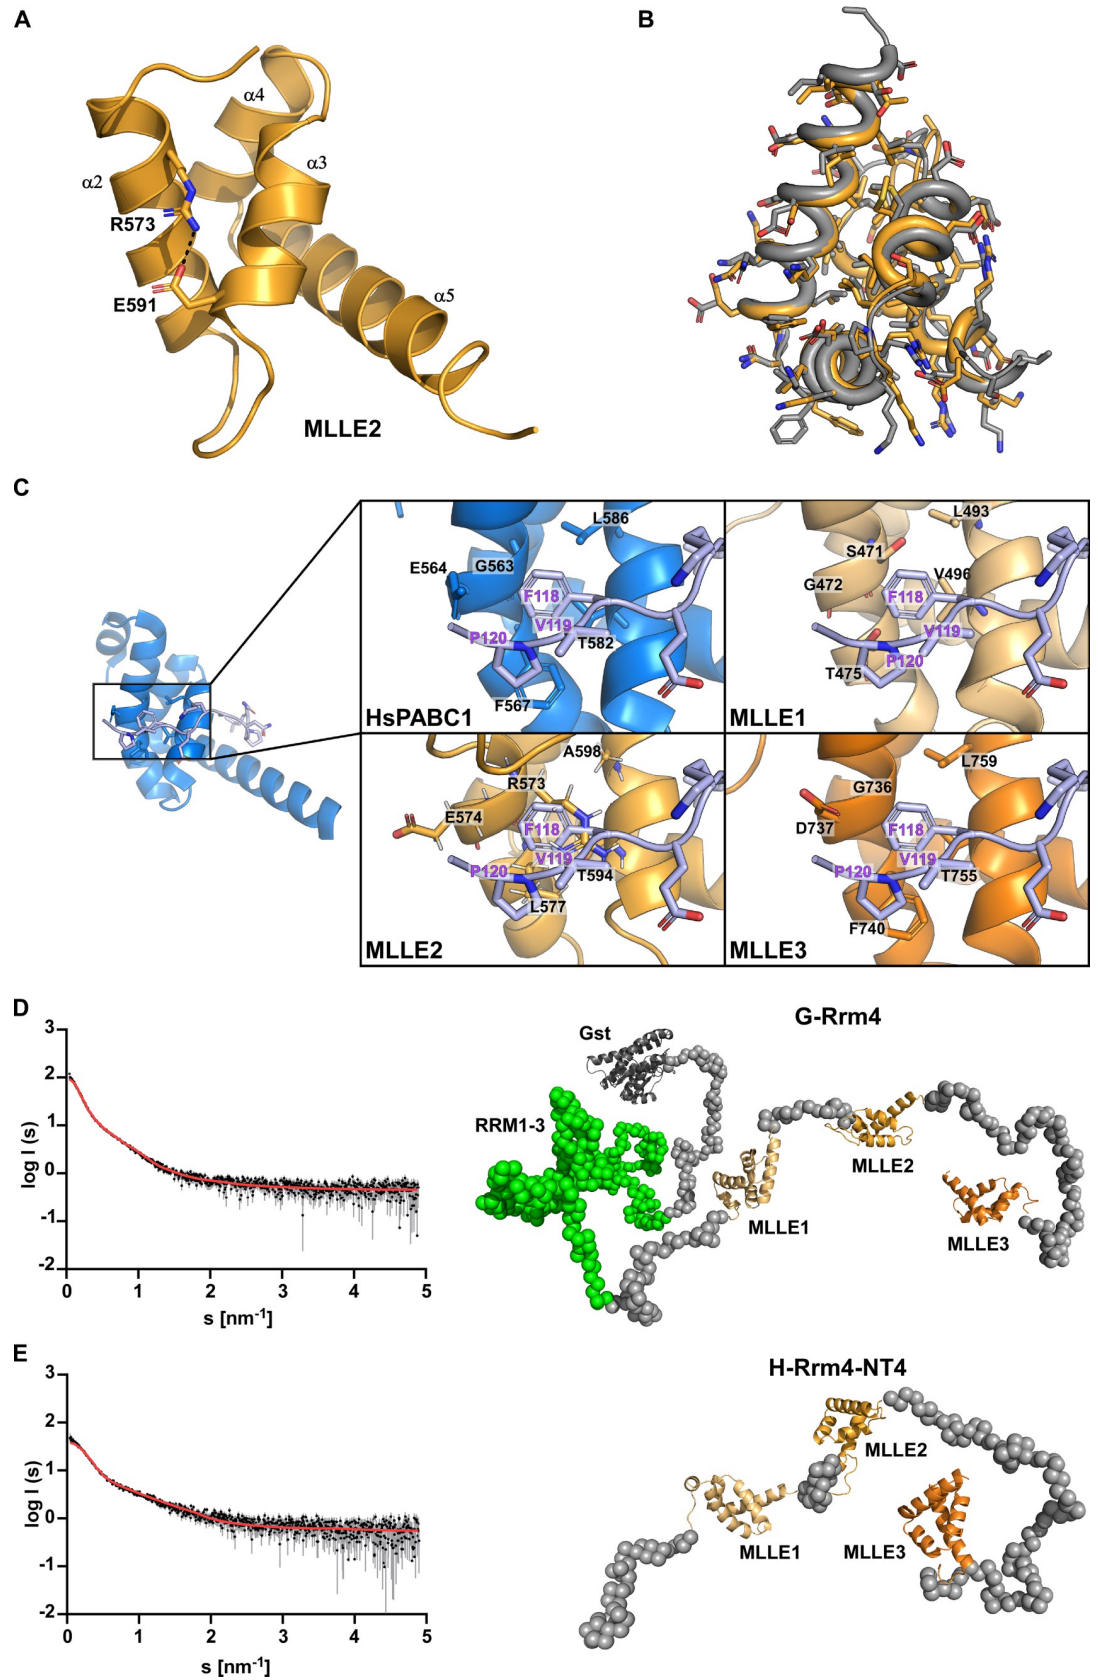 A
B
α4
α3
α2
R573
E591
α5
MLLE2
C
L586
E564
G563
F118
V119
P120
T582
F567
HsPABC1
L493
S471
G472
V496
F118
V119
P120
T475
MLLE1
A598
R573
E574
F118
V119
P120
T594
L577
MLLE2
L759
G736
D737
F118
V119
P120
T755
F740
MLLE3
D
3
2
1
0
-1
-2
log I (s)
0 1 2 3 4 5
s [nm-1]
G-Rrm4
Gst
RRM1-3
MLLE2
MLLE1
MLLE3
E
3
2
1
0
-1
-2
log I (s)
0 1 2 3 4 5
s [nm-1]
H-Rrm4-NT4
MLLE2
MLLE1
MLLE3